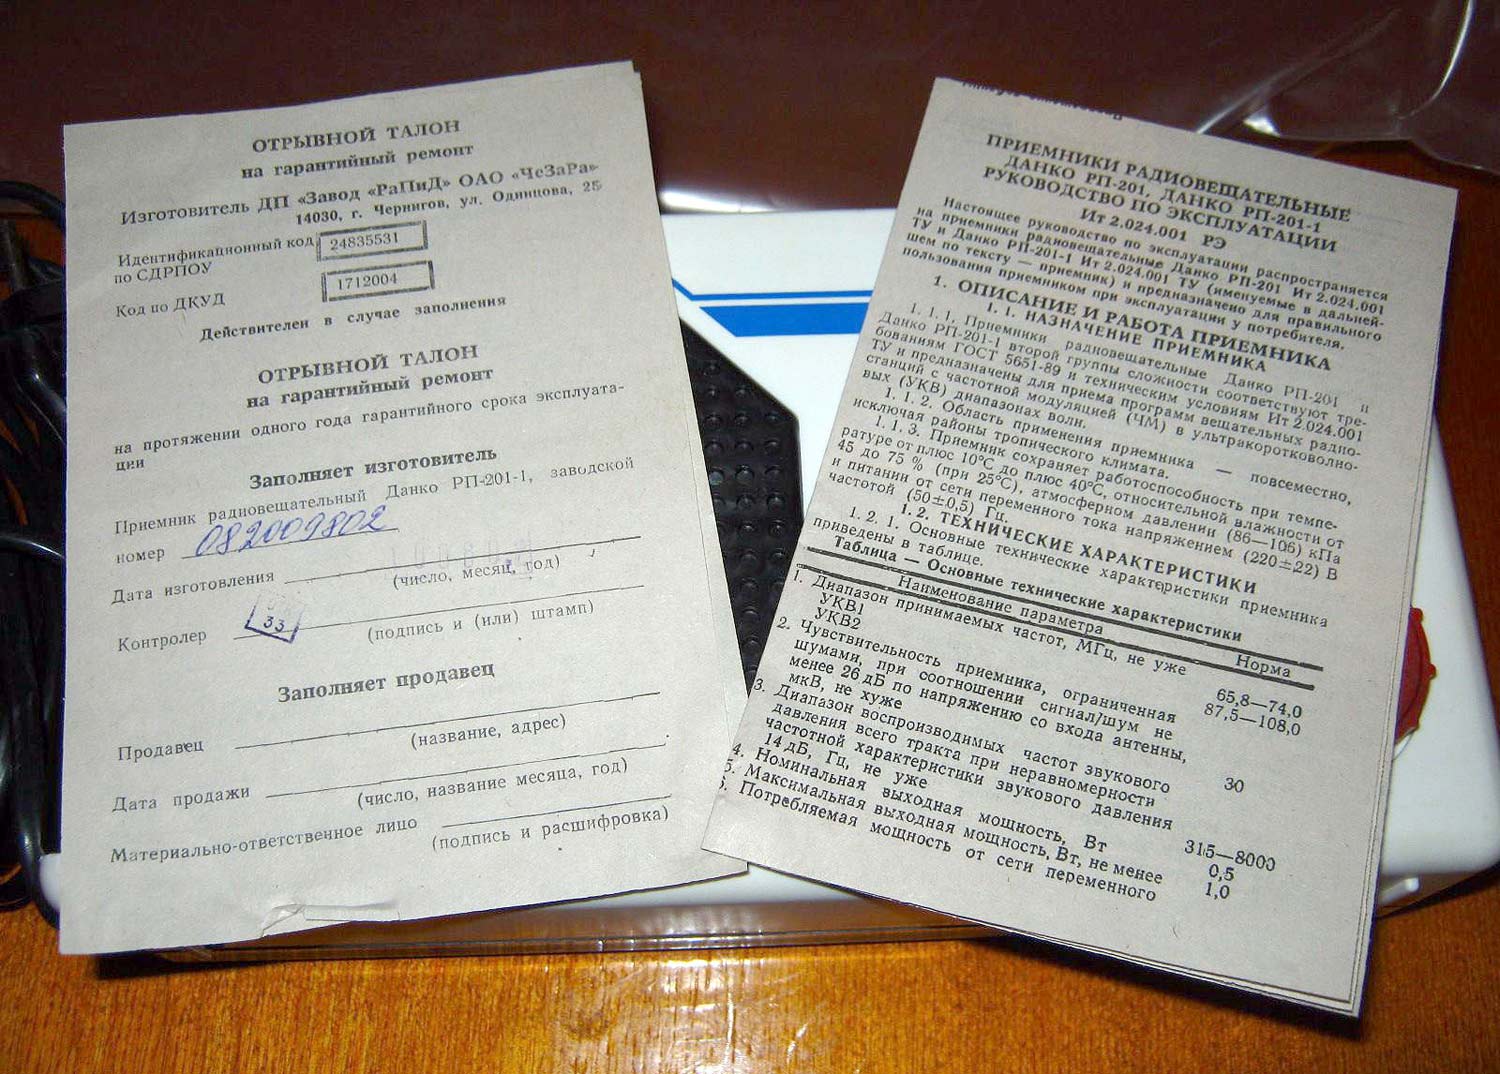 ОТРЫВНОЙ ТАЛОН
на гарантийный ремонт
Изготовитель ДП «Завод «РаПиД» ОАО «ЧеЗаРа»
14030, г. Чернигов, ул. Одинцова, 25
Идентификационный код 24835531
по СДРПОУ
Код по ДКУД 1712004
Действителен в случае заполнения
ОТРЫВНОЙ ТАЛОН
на гарантийный ремонт
на протяжении одного года гарантийного срока эксплуата-
ции
Заполняет изготовитель
Приемник радиовещательный Данко РП-201-1, заводской
номер 082009802
Дата изготовления
(число, месяц, год)
Контролер 33
(подпись и (или) штамп)
Заполняет продавец
Продавец
(название, адрес)
Дата продажи
(число, название месяца, год)
Материально-ответственное лицо
(подпись и расшифровка)
ПРИЕМНИКИ РАДИОВЕЩАТЕЛЬНЫЕ
ДАНКО РП-201, ДАНКО РП-201-1
РУКОВОДСТВО ПО ЭКСПЛУАТАЦИИ
Ит 2.024.001 РЭ
Настоящее руководство по эксплуатации распространяется
на приемники радиовещательные Данко РП-201 Ит 2.024.001
ТУ и Данко РП-201-1 Ит 2.024.001 ТУ (именуемые в дальней-
шем по тексту — приемник) и предназначено для правильного
пользования приемником при эксплуатации у потребителя.
1. ОПИСАНИЕ И РАБОТА ПРИЕМНИКА
1. 1. НАЗНАЧЕНИЕ ПРИЕМНИКА
1. 1. 1. Приемники радиовещательные Данко РП-201 и
Данко РП-201-1 второй группы сложности соответствуют тре-
бованиям ГОСТ 5651-89 и техническим условиям Ит 2.024.001
ТУ и предназначены для приема программ вещательных радио-
станций с частотной модуляцией (ЧМ) в ультракоротковолно-
вых (УКВ) диапазонах волн.
1. 1. 2. Область применения приемника — повсеместно,
исключая районы тропического климата.
1. 1. 3. Приемник сохраняет работоспособность при темпе-
ратуре от плюс 10°С до плюс 40°С, относительной влажности от
45 до 75 % (при 25°С), атмосферном давлении (86—106) кПа
и питании от сети переменного тока напряжением (220±22) В
частотой (50±0,5) Гц.
1. 2. ТЕХНИЧЕСКИЕ ХАРАКТЕРИСТИКИ
1. 2. 1. Основные технические характеристики приемника
приведены в таблице.
Таблица — Основные технические характеристики
Наименование параметра Норма
1. Диапазон принимаемых частот, МГц, не уже
УКВ1 65,8—74,0
УКВ2 87,5—108,0
2. Чувствительность приемника, ограниченная
шумами, при соотношении сигнал/шум не
менее 26 дБ по напряжению со входа антенны,
мкВ, не хуже 30
3. Диапазон воспроизводимых частот звукового
давления всего тракта при неравномерности
частотной характеристики звукового давления
14 дБ, Гц, не уже 315—8000
4. Номинальная выходная мощность, Вт 0,5
5. Максимальная выходная мощность, Вт, не менее 1,0
6. Потребляемая мощность от сети переменного